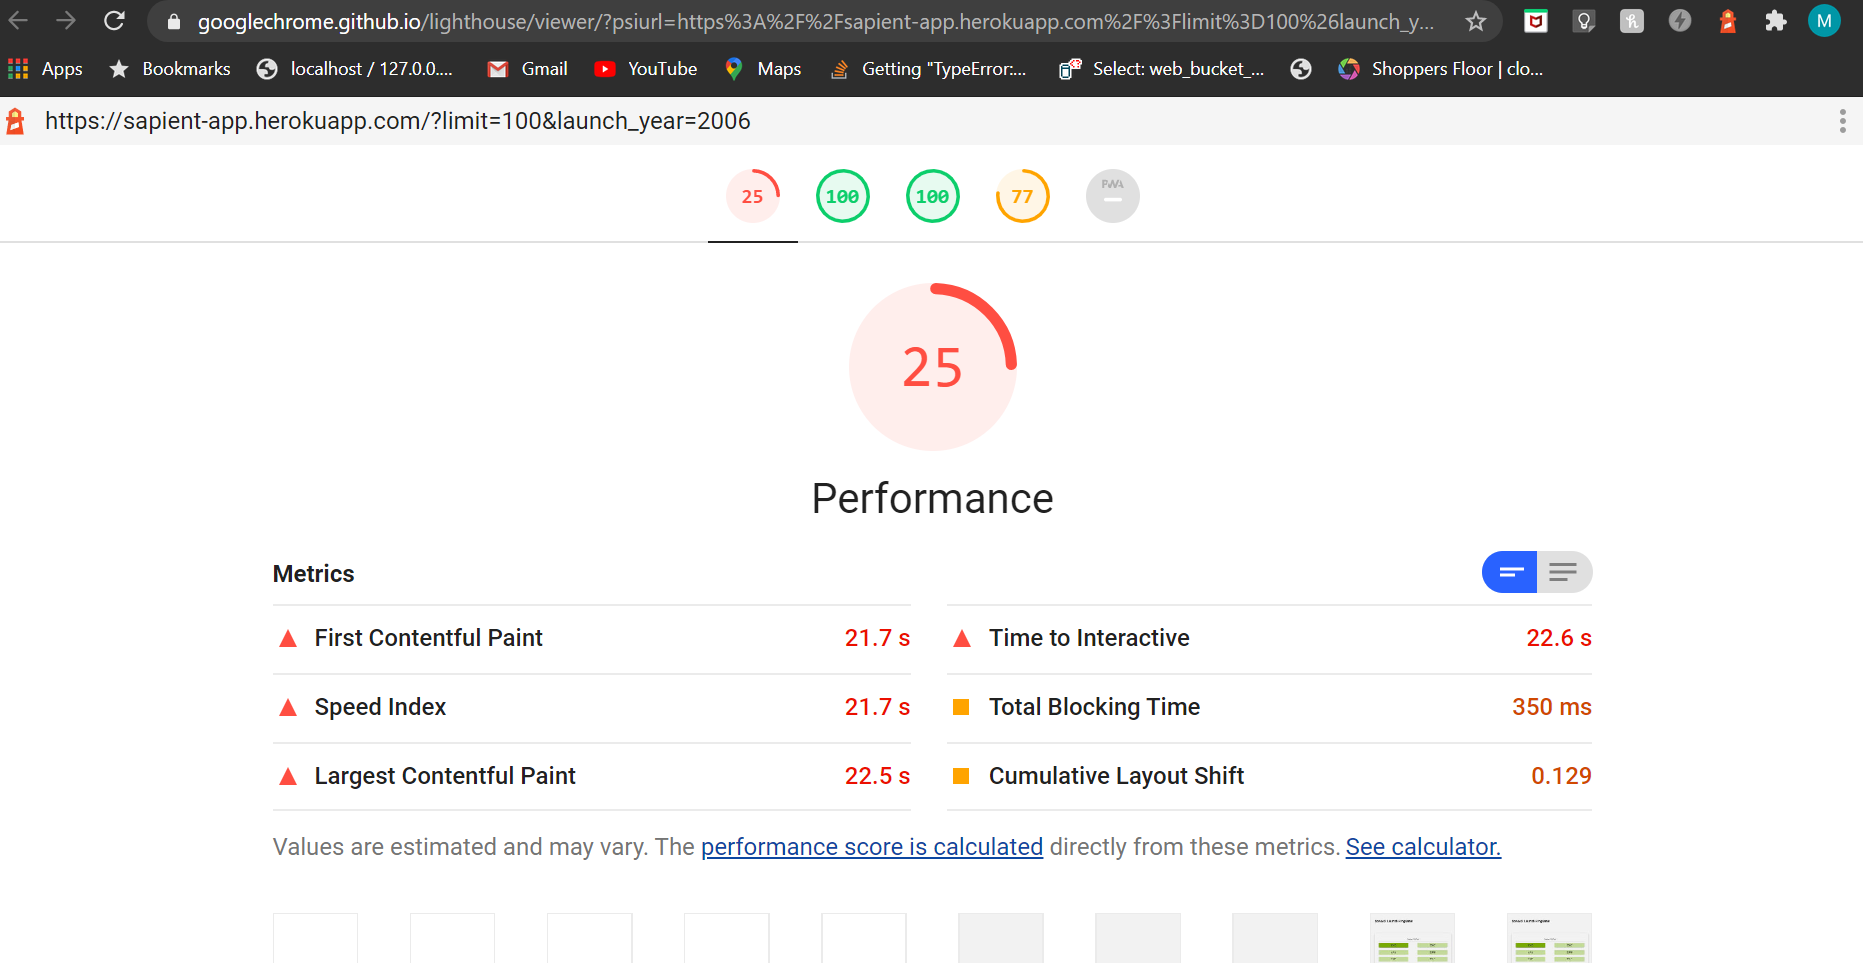 googlechrome.github.io/lighthouse/viewer/?psiurl=https%3A%2F%2Fsapient-app.herokuapp.com%2F%3Flimit%3D100%26launch_y...
M
Apps Bookmarks localhost / 127.0.0.... Gmail YouTube Maps Getting "TypeError:... Select: web_bucket_... Shoppers Floor | clo...
https://sapient-app.herokuapp.com/?limit=100&launch_year=2006
25 100 100 77 PWA
25
Performance
Metrics
First Contentful Paint 21.7 s Time to Interactive 22.6 s
Speed Index 21.7 s Total Blocking Time 350 ms
Largest Contentful Paint 22.5 s Cumulative Layout Shift 0.129
Values are estimated and may vary. The performance score is calculated directly from these metrics. See calculator.